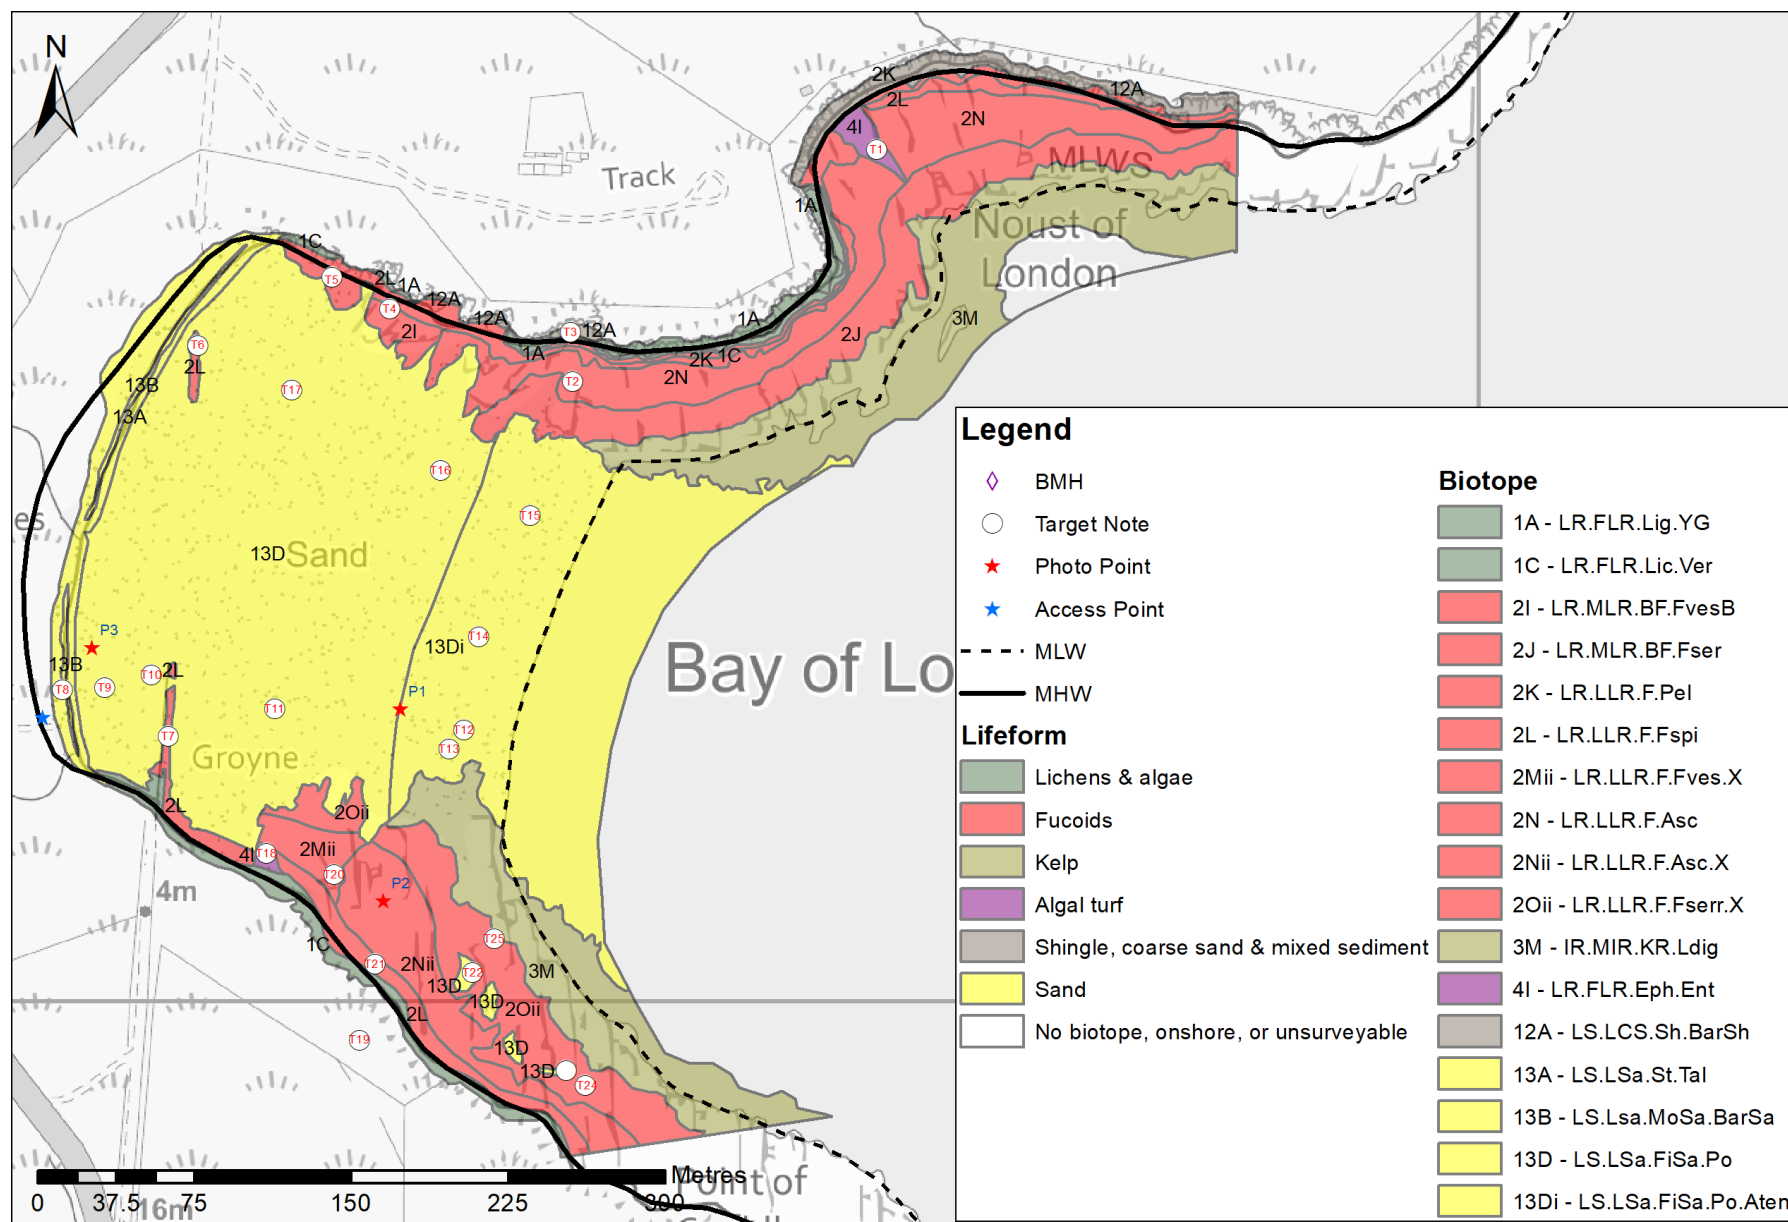 N
2K
12A
2L
2N
4I
T1
MLWS
Track
1A
Noust of
London
1C
T5
2L
1A
12A
T4
12A
T3
12A
1A
3M
2I
2J
T6
1A
2K
1C
2L
2N
T2
13B
T17
13A
T16
es
T15
13D
Sand
P3
T14
13Di
13B
T10
2L
Bay of Lo
T8
T9
P1
T11
T12
T7
T13
Groyne
2L
2Oii
4I
T18
2Mii
T20
P2
4m
1C
T25
T21
2Nii
T22
3M
13D
13D
2Oii
2L
T19
13D
13D
T24
Metres
0
37.5
75
150
225
300
16m
Point of
Legend
BMH
Target Note
Photo Point
Access Point
MLW
MHW
Lifeform
Lichens & algae
Fucoids
Kelp
Algal turf
Shingle, coarse sand & mixed sediment
Sand
No biotope, onshore, or unsurveyable
Biotope
1A - LR.FLR.Lig.YG
1C - LR.FLR.Lic.Ver
2I - LR.MLR.BF.FvesB
2J - LR.MLR.BF.Fser
2K - LR.LLR.F.Pel
2L - LR.LLR.F.Fspi
2Mii - LR.LLR.F.Fves.X
2N - LR.LLR.F.Asc
2Nii - LR.LLR.F.Asc.X
2Oii - LR.LLR.F.Fserr.X
3M - IR.MIR.KR.Ldig
4I - LR.FLR.Eph.Ent
12A - LS.LCS.Sh.BarSh
13A - LS.LSa.St.Tal
13B - LS.Lsa.MoSa.BarSa
13D - LS.LSa.FiSa.Po
13Di - LS.LSa.FiSa.Po.Aten